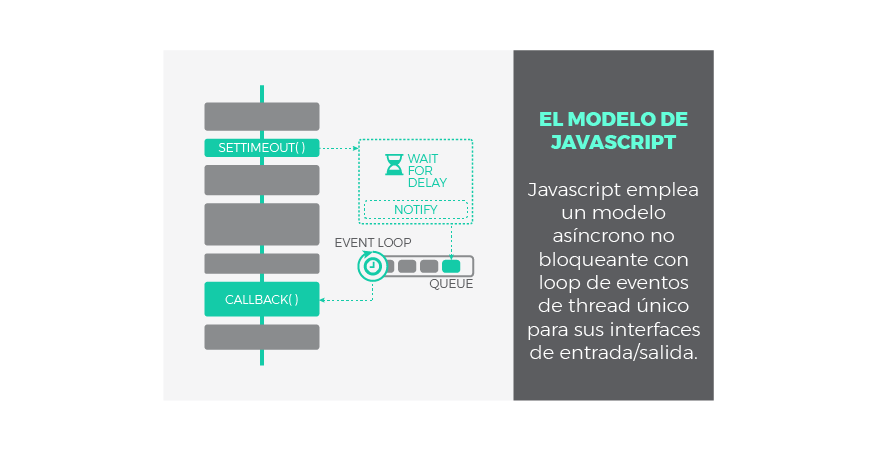 SETTIMEOUT( )
WAIT
FOR
DELAY
NOTIFY
EVENT LOOP
QUEUE
CALLBACK( )
EL MODELO DE
JAVASCRIPT
Javascript emplea
un modelo
asíncrono no
bloqueante con
loop de eventos
de thread único
para sus interfaces
de entrada/salida.